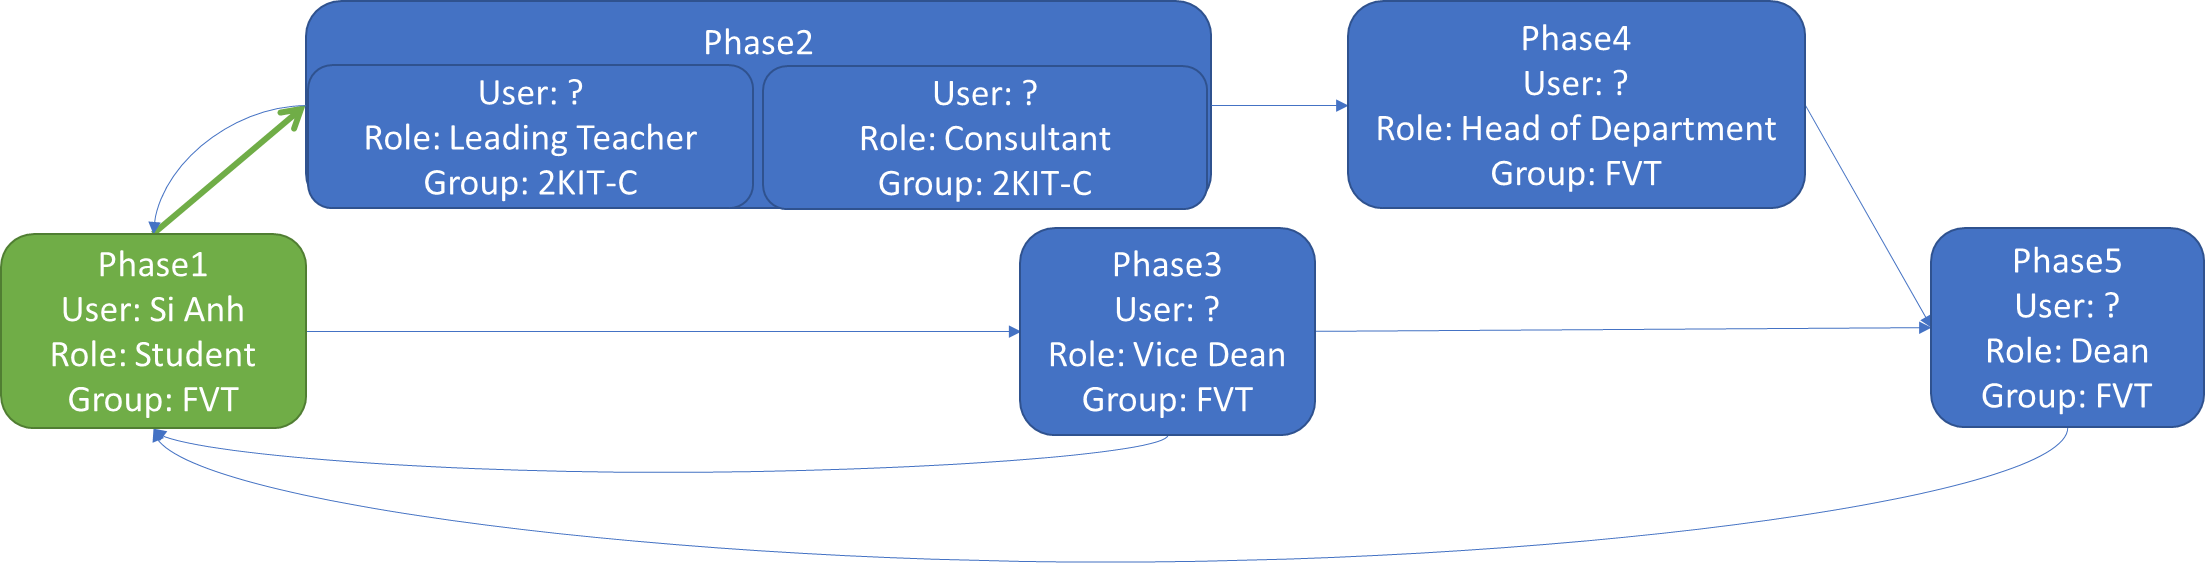 Phase2
User: ?
Role: Leading Teacher
Group: 2KIT-C
User: ?
Role: Consultant
Group: 2KIT-C
Phase4
User: ?
Role: Head of Department
Group: FVT
Phase1
User: Si Anh
Role: Student
Group: FVT
Phase3
User: ?
Role: Vice Dean
Group: FVT
Phase5
User: ?
Role: Dean
Group: FVT